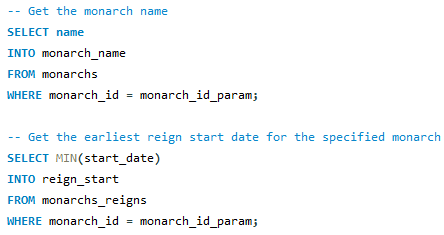 -- Get the monarch name
SELECT name
INTO monarch_name
FROM monarchs
WHERE monarch_id = monarch_id_param;

-- Get the earliest reign start date for the specified monarch
SELECT MIN(start_date)
INTO reign_start
FROM monarchs_reigns
WHERE monarch_id = monarch_id_param;